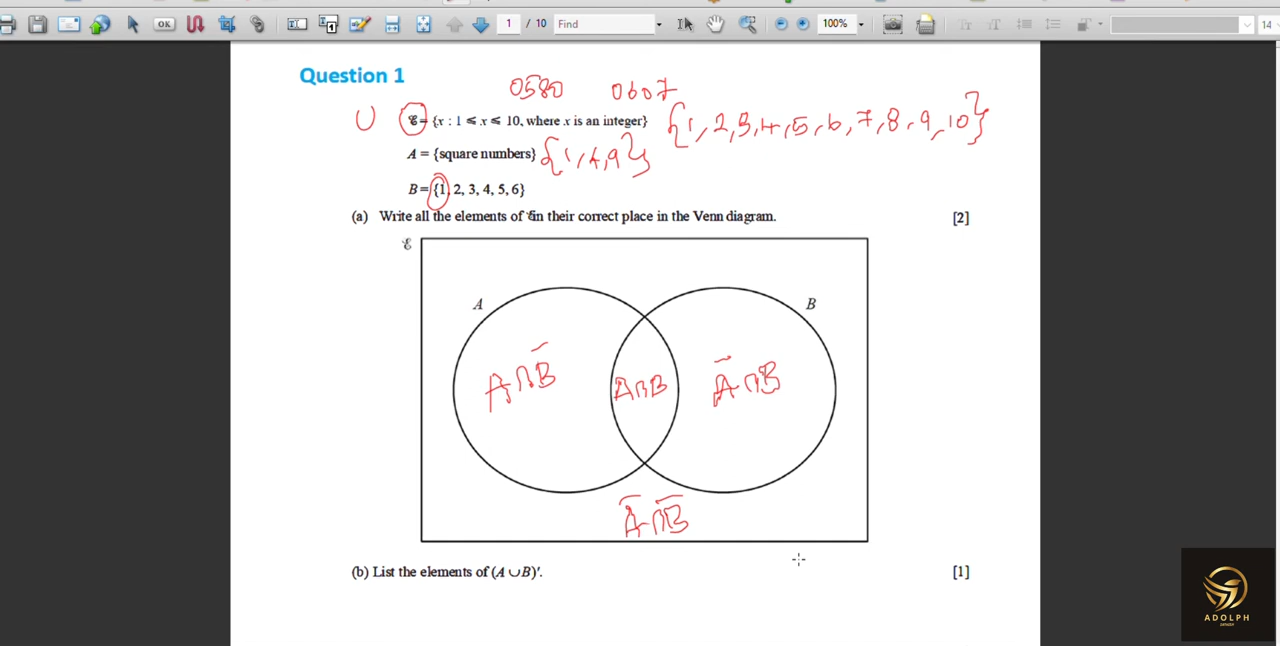 1 / 10 Find 100% 14
OK
Question 1
0580 0607
U ℰ = {x : 1 ⩽ x ⩽ 10, where x is an integer} {1, 2, 3, 4, 5, 6, 7, 8, 9, 10}
A = {square numbers} {1, 4, 9}
B = {1, 2, 3, 4, 5, 6}
(a) Write all the elements of ℰ in their correct place in the Venn diagram. [2]
ℰ
A B
A∩B̄ A∩B Ā∩B
Ā∩B̄
(b) List the elements of (A ∪ B)′. [1]
ADOLPH